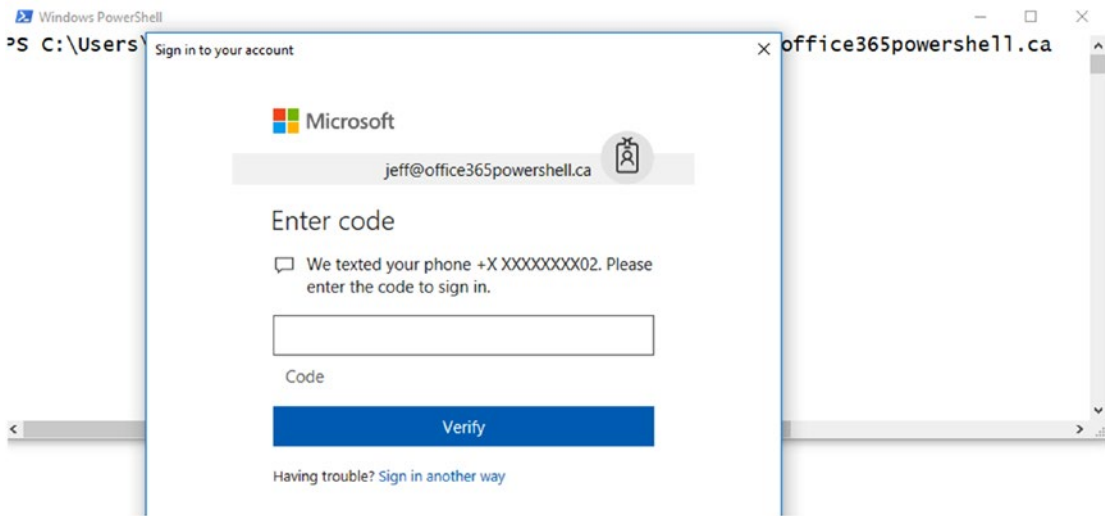 Windows PowerShell
PS C:\Users\ office365powershell.ca
Sign in to your account
Microsoft
jeff@office365powershell.ca
Enter code
We texted your phone +X XXXXXXXX02. Please
enter the code to sign in.
Code
Verify
Having trouble? Sign in another way